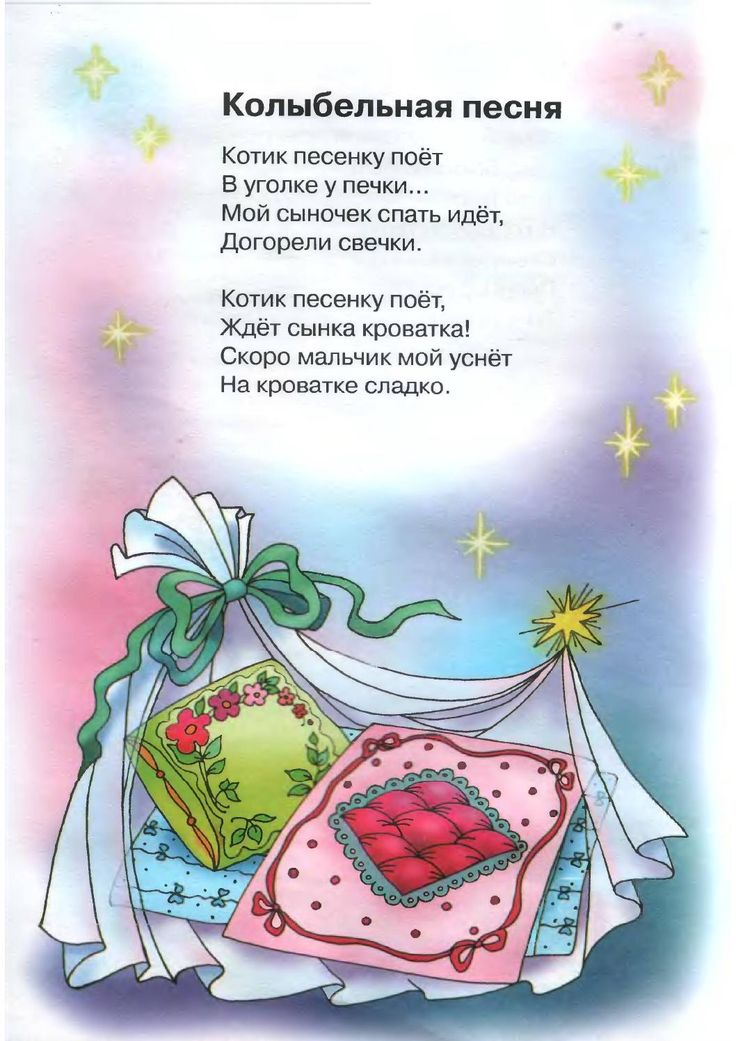 Колыбельная песня
Котик песенку поёт
В уголке у печки...
Мой сыночек спать идёт,
Догорели свечки.
Котик песенку поёт,
Ждёт сынка кроватка!
Скоро мальчик мой уснёт
На кроватке сладко.